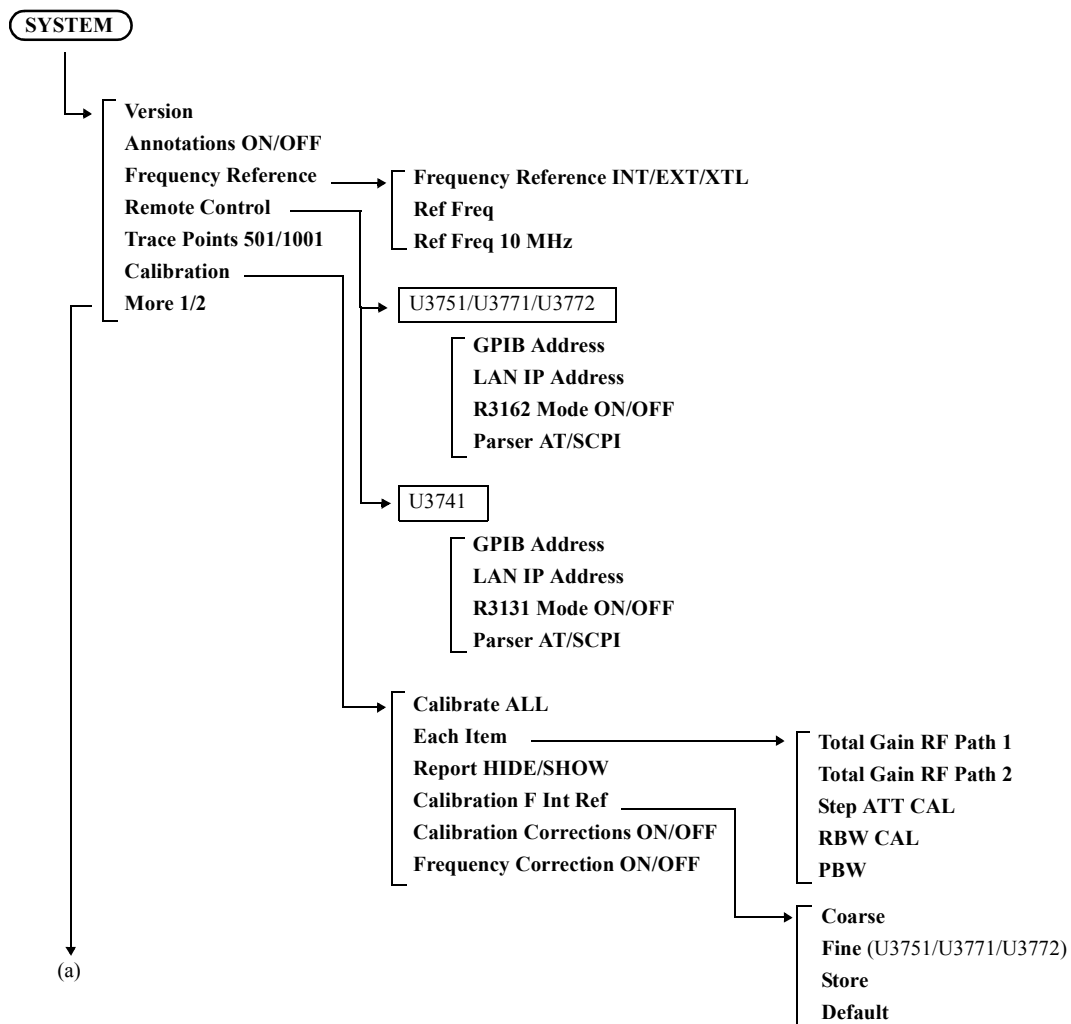 SYSTEM
Version
Annotations ON/OFF
Frequency Reference
Remote Control
Trace Points 501/1001
Calibration
More 1/2
Frequency Reference INT/EXT/XTL
Ref Freq
Ref Freq 10 MHz
U3751/U3771/U3772
GPIB Address
LAN IP Address
R3162 Mode ON/OFF
Parser AT/SCPI
U3741
GPIB Address
LAN IP Address
R3131 Mode ON/OFF
Parser AT/SCPI
Calibrate ALL
Each Item
Report HIDE/SHOW
Calibration F Int Ref
Calibration Corrections ON/OFF
Frequency Correction ON/OFF
Total Gain RF Path 1
Total Gain RF Path 2
Step ATT CAL
RBW CAL
PBW
Coarse
Fine (U3751/U3771/U3772)
Store
Default
(a)